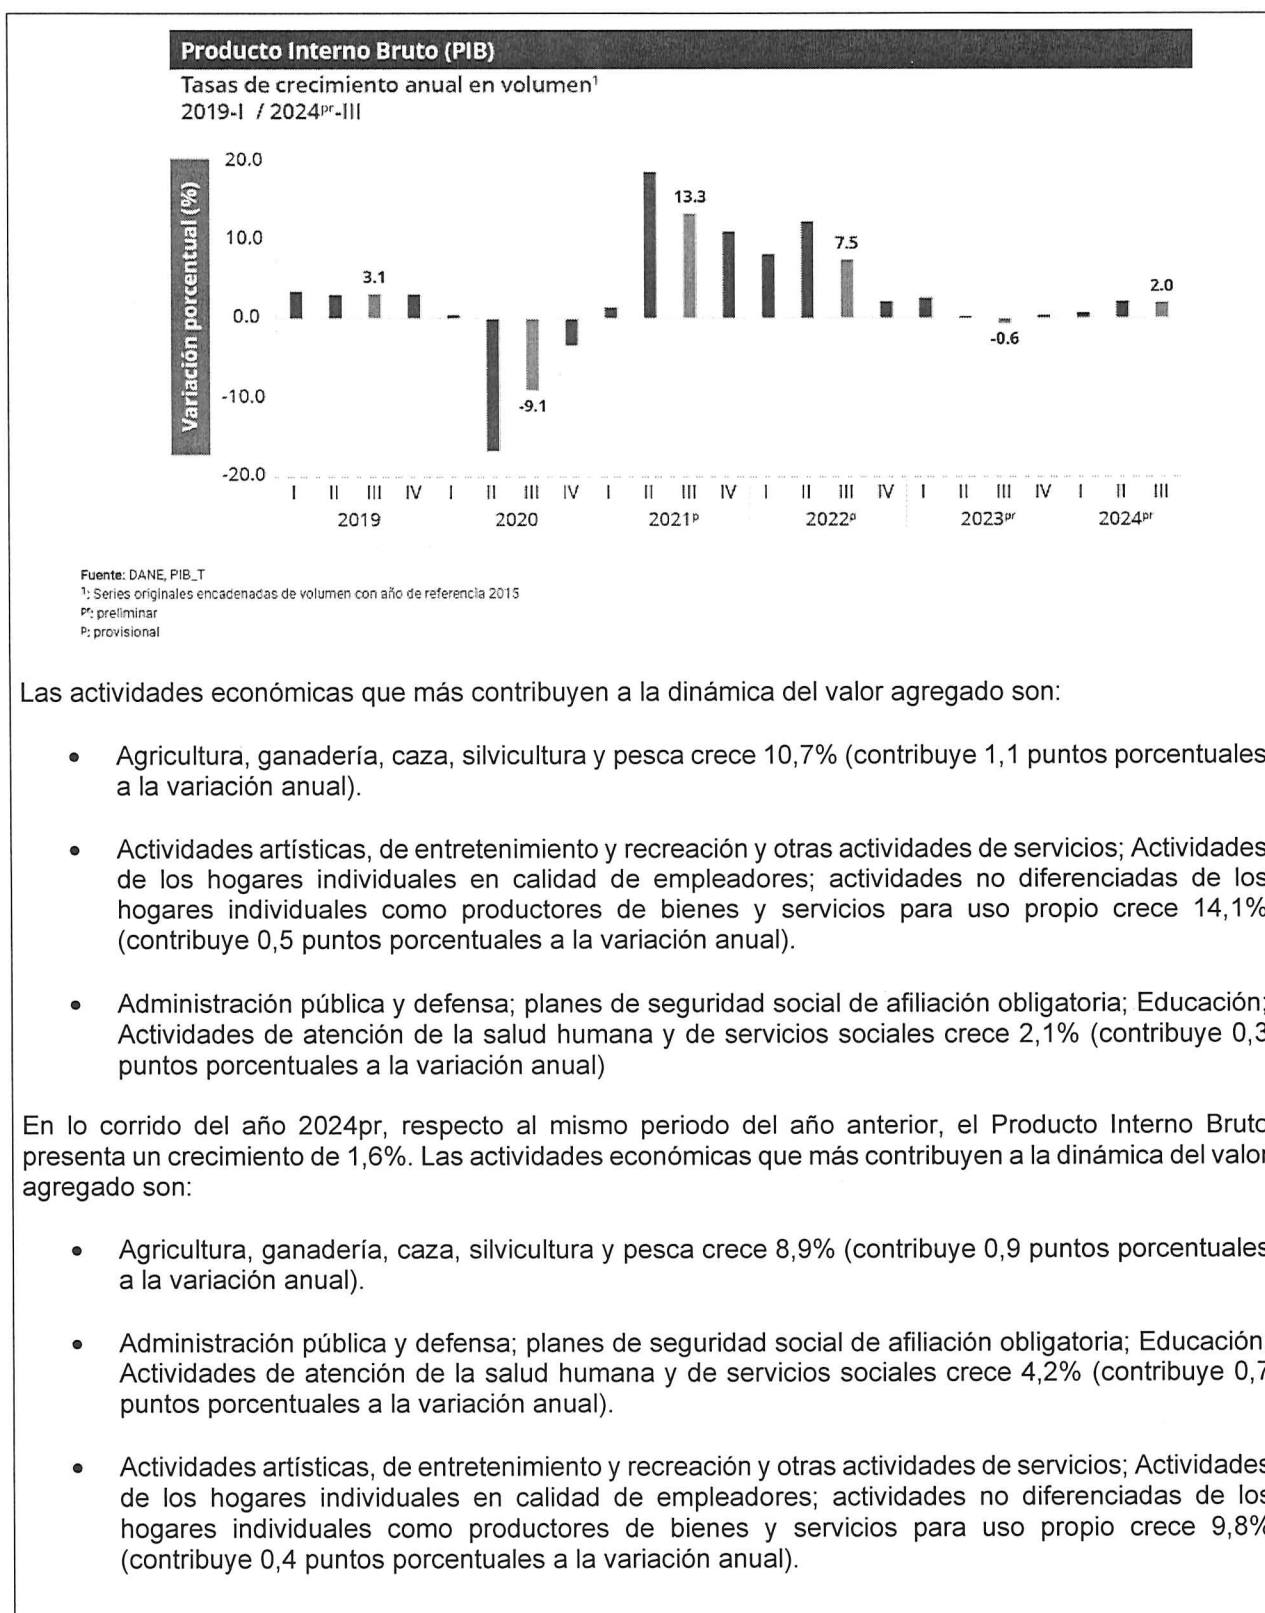 Producto Interno Bruto (PIB)
Tasas de crecimiento anual en volumen¹
2019-I / 2024ᵖʳ-III
Variación porcentual (%)
20.0
10.0
0.0
-10.0
-20.0
3.1
-9.1
13.3
7.5
-0.6
2.0
I II III IV I II III IV I II III IV I II III IV I II III IV I II III
2019 2020 2021ᵖ 2022ᵖ 2023ᵖʳ 2024ᵖʳ
Fuente: DANE, PIB_T
¹: Series originales encadenadas de volumen con año de referencia 2015
ᵖʳ: preliminar
ᵖ: provisional
Las actividades económicas que más contribuyen a la dinámica del valor agregado son:
• Agricultura, ganadería, caza, silvicultura y pesca crece 10,7% (contribuye 1,1 puntos porcentuales
a la variación anual).
• Actividades artísticas, de entretenimiento y recreación y otras actividades de servicios; Actividades
de los hogares individuales en calidad de empleadores; actividades no diferenciadas de los
hogares individuales como productores de bienes y servicios para uso propio crece 14,1%
(contribuye 0,5 puntos porcentuales a la variación anual).
• Administración pública y defensa; planes de seguridad social de afiliación obligatoria; Educación;
Actividades de atención de la salud humana y de servicios sociales crece 2,1% (contribuye 0,3
puntos porcentuales a la variación anual)
En lo corrido del año 2024pr, respecto al mismo periodo del año anterior, el Producto Interno Bruto
presenta un crecimiento de 1,6%. Las actividades económicas que más contribuyen a la dinámica del valor
agregado son:
• Agricultura, ganadería, caza, silvicultura y pesca crece 8,9% (contribuye 0,9 puntos porcentuales
a la variación anual).
• Administración pública y defensa; planes de seguridad social de afiliación obligatoria; Educación
Actividades de atención de la salud humana y de servicios sociales crece 4,2% (contribuye 0,7
puntos porcentuales a la variación anual).
• Actividades artísticas, de entretenimiento y recreación y otras actividades de servicios; Actividades
de los hogares individuales en calidad de empleadores; actividades no diferenciadas de los
hogares individuales como productores de bienes y servicios para uso propio crece 9,8%
(contribuye 0,4 puntos porcentuales a la variación anual).